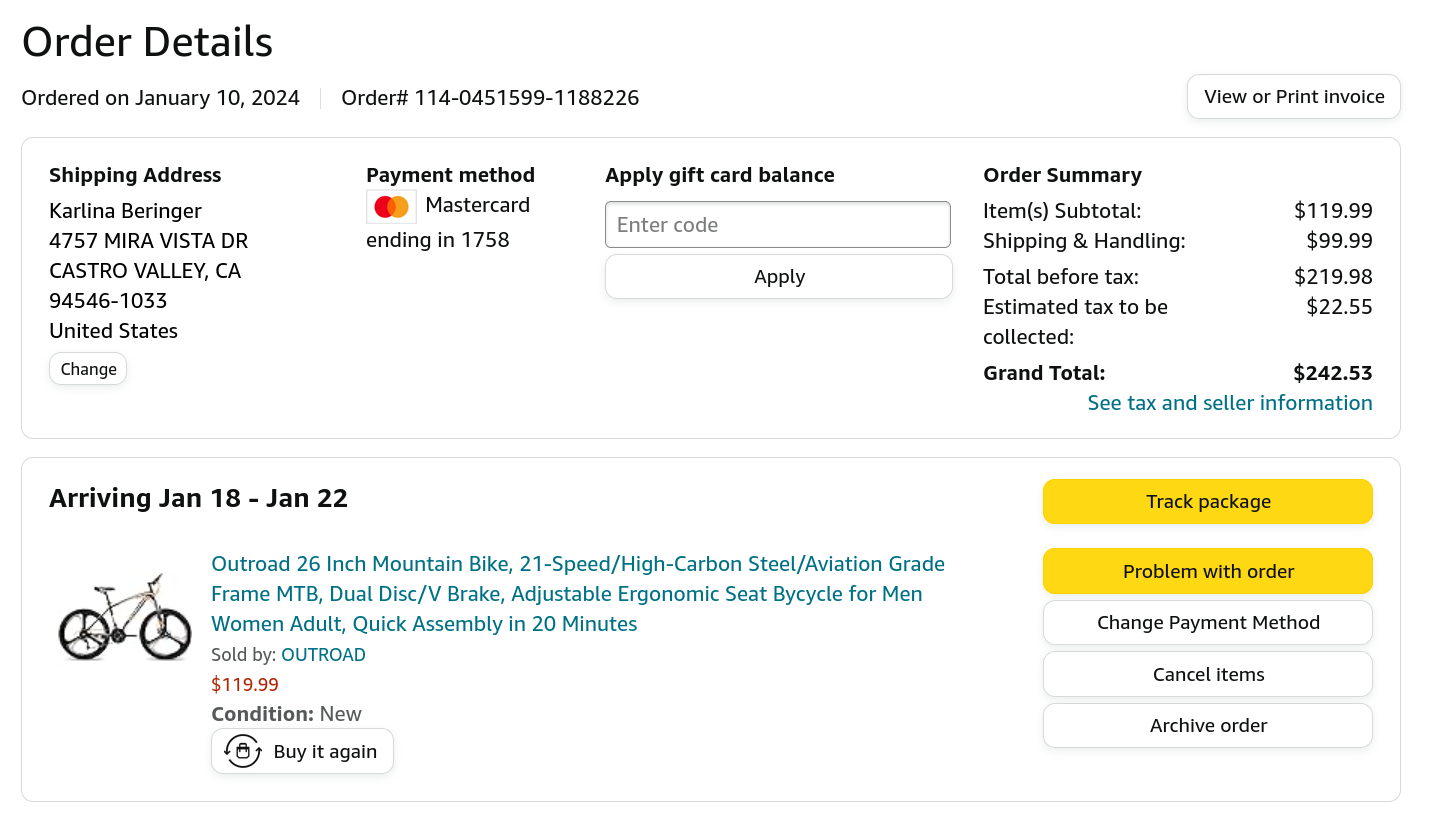 Order Details
Ordered on January 10, 2024
Order# 114-0451599-1188226
View or Print invoice
Shipping Address
Karlina Beringer
4757 MIRA VISTA DR
CASTRO VALLEY, CA
94546-1033
United States
Change
Payment method
Mastercard
ending in 1758
Apply gift card balance
Enter code
Apply
Order Summary
Item(s) Subtotal: $119.99
Shipping & Handling: $99.99
Total before tax: $219.98
Estimated tax to be $22.55
collected:
Grand Total: $242.53
See tax and seller information
Arriving Jan 18 - Jan 22
Outroad 26 Inch Mountain Bike, 21-Speed/High-Carbon Steel/Aviation Grade
Frame MTB, Dual Disc/V Brake, Adjustable Ergonomic Seat Bycycle for Men
Women Adult, Quick Assembly in 20 Minutes
Sold by: OUTROAD
$119.99
Condition: New
Buy it again
Track package
Problem with order
Change Payment Method
Cancel items
Archive order